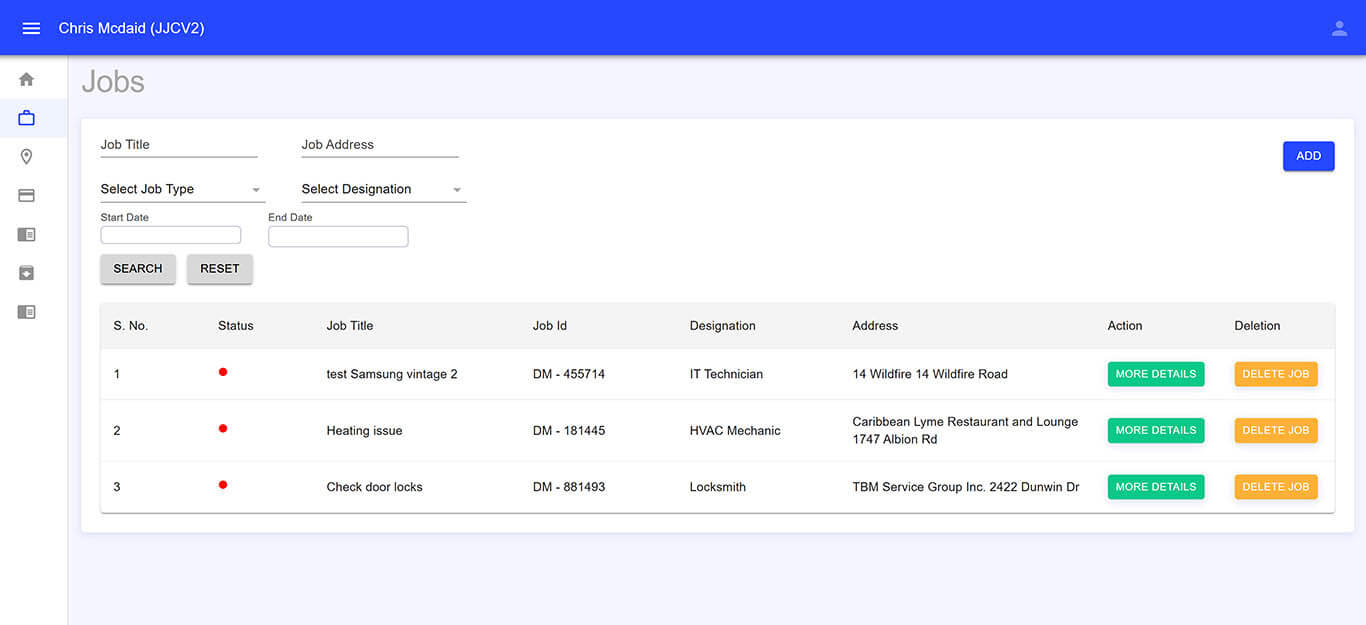 Chris Mcdaid (JJCV2)
Jobs
Job Title Job Address
ADD
Select Job Type Select Designation
Start Date End Date
SEARCH RESET
S. No. Status Job Title Job Id Designation Address Action Deletion
1 test Samsung vintage 2 DM - 455714 IT Technician 14 Wildfire 14 Wildfire Road MORE DETAILS DELETE JOB
2 Heating issue DM - 181445 HVAC Mechanic Caribbean Lyme Restaurant and Lounge
1747 Albion Rd MORE DETAILS DELETE JOB
3 Check door locks DM - 881493 Locksmith TBM Service Group Inc. 2422 Dunwin Dr MORE DETAILS DELETE JOB